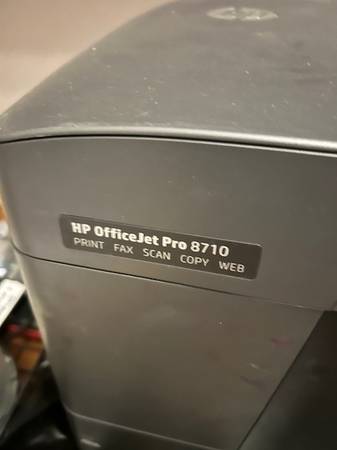 HP OfficeJet Pro 8710
PRINT FAX SCAN COPY WEB